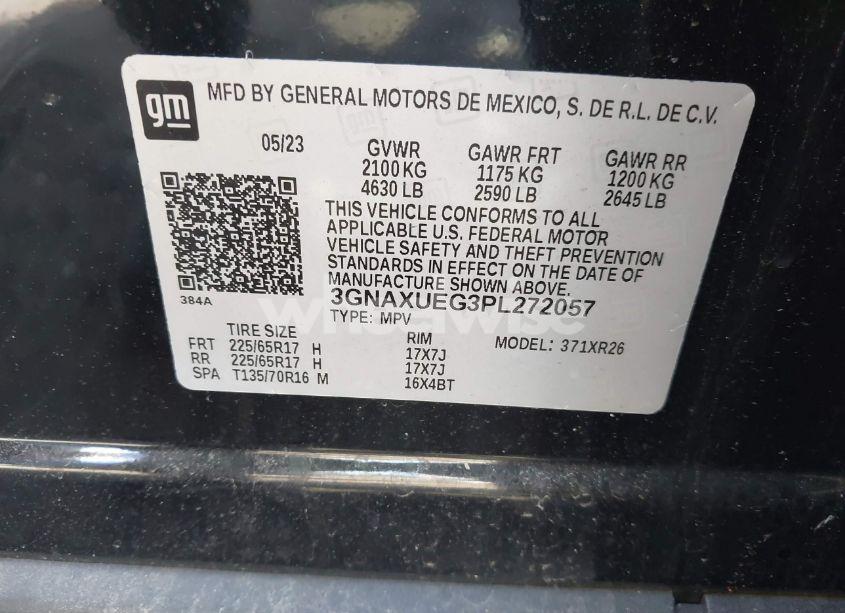 gm
MFD BY GENERAL MOTORS DE MEXICO, S. DE R.L. DE C.V.
05/23 GVWR GAWR FRT GAWR RR
2100 KG 1175 KG 1200 KG
4630 LB 2590 LB 2645 LB
THIS VEHICLE CONFORMS TO ALL
APPLICABLE U.S. FEDERAL MOTOR
VEHICLE SAFETY AND THEFT PREVENTION
STANDARDS IN EFFECT ON THE DATE OF
MANUFACTURE SHOWN ABOVE.
384A
3GNAXUEG3PL272057
TYPE: MPV
TIRE SIZE RIM MODEL: 371XR26
FRT 225/65R17 H 17X7J
RR 225/65R17 H 17X7J
SPA T135/70R16 M 16X4BT
wheelwise